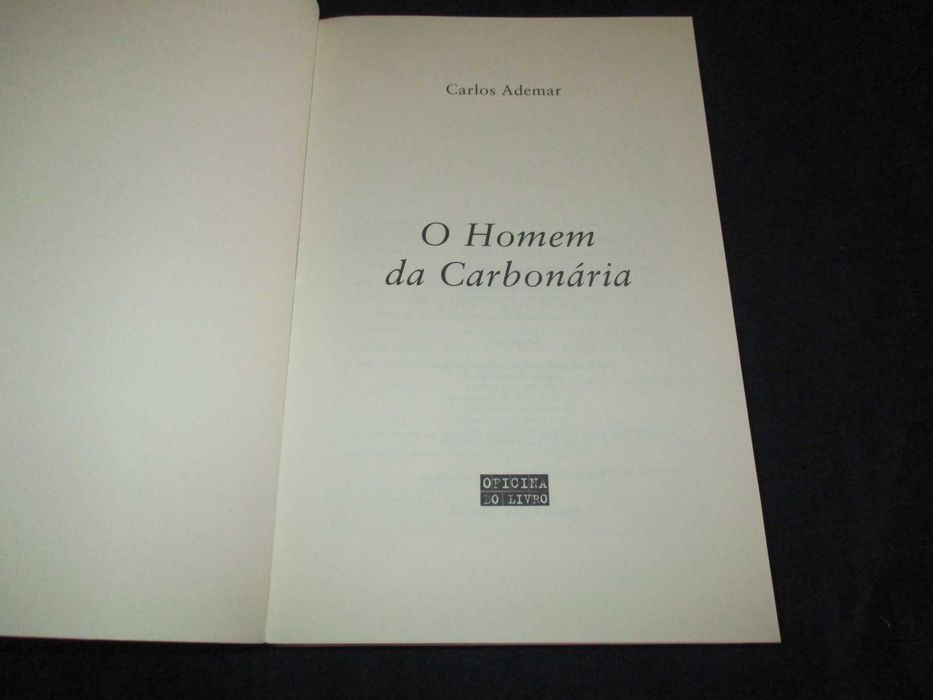 Carlos Ademar
O Homem
da Carbonária
OFICINA
DO LIVRO